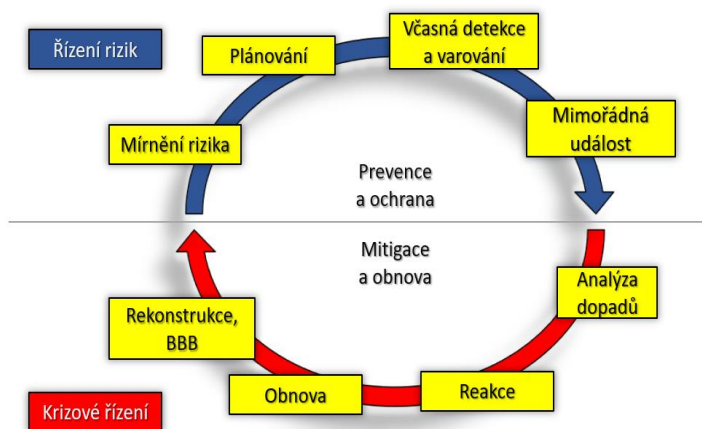 Řízení rizik
Plánování
Včasná detekce
a varování
Mírnění rizika
Mimořádná
událost
Prevence
a ochrana
Mitigace
a obnova
Analýza
dopadů
Rekonstrukce,
BBB
Obnova
Reakce
Krizové řízení